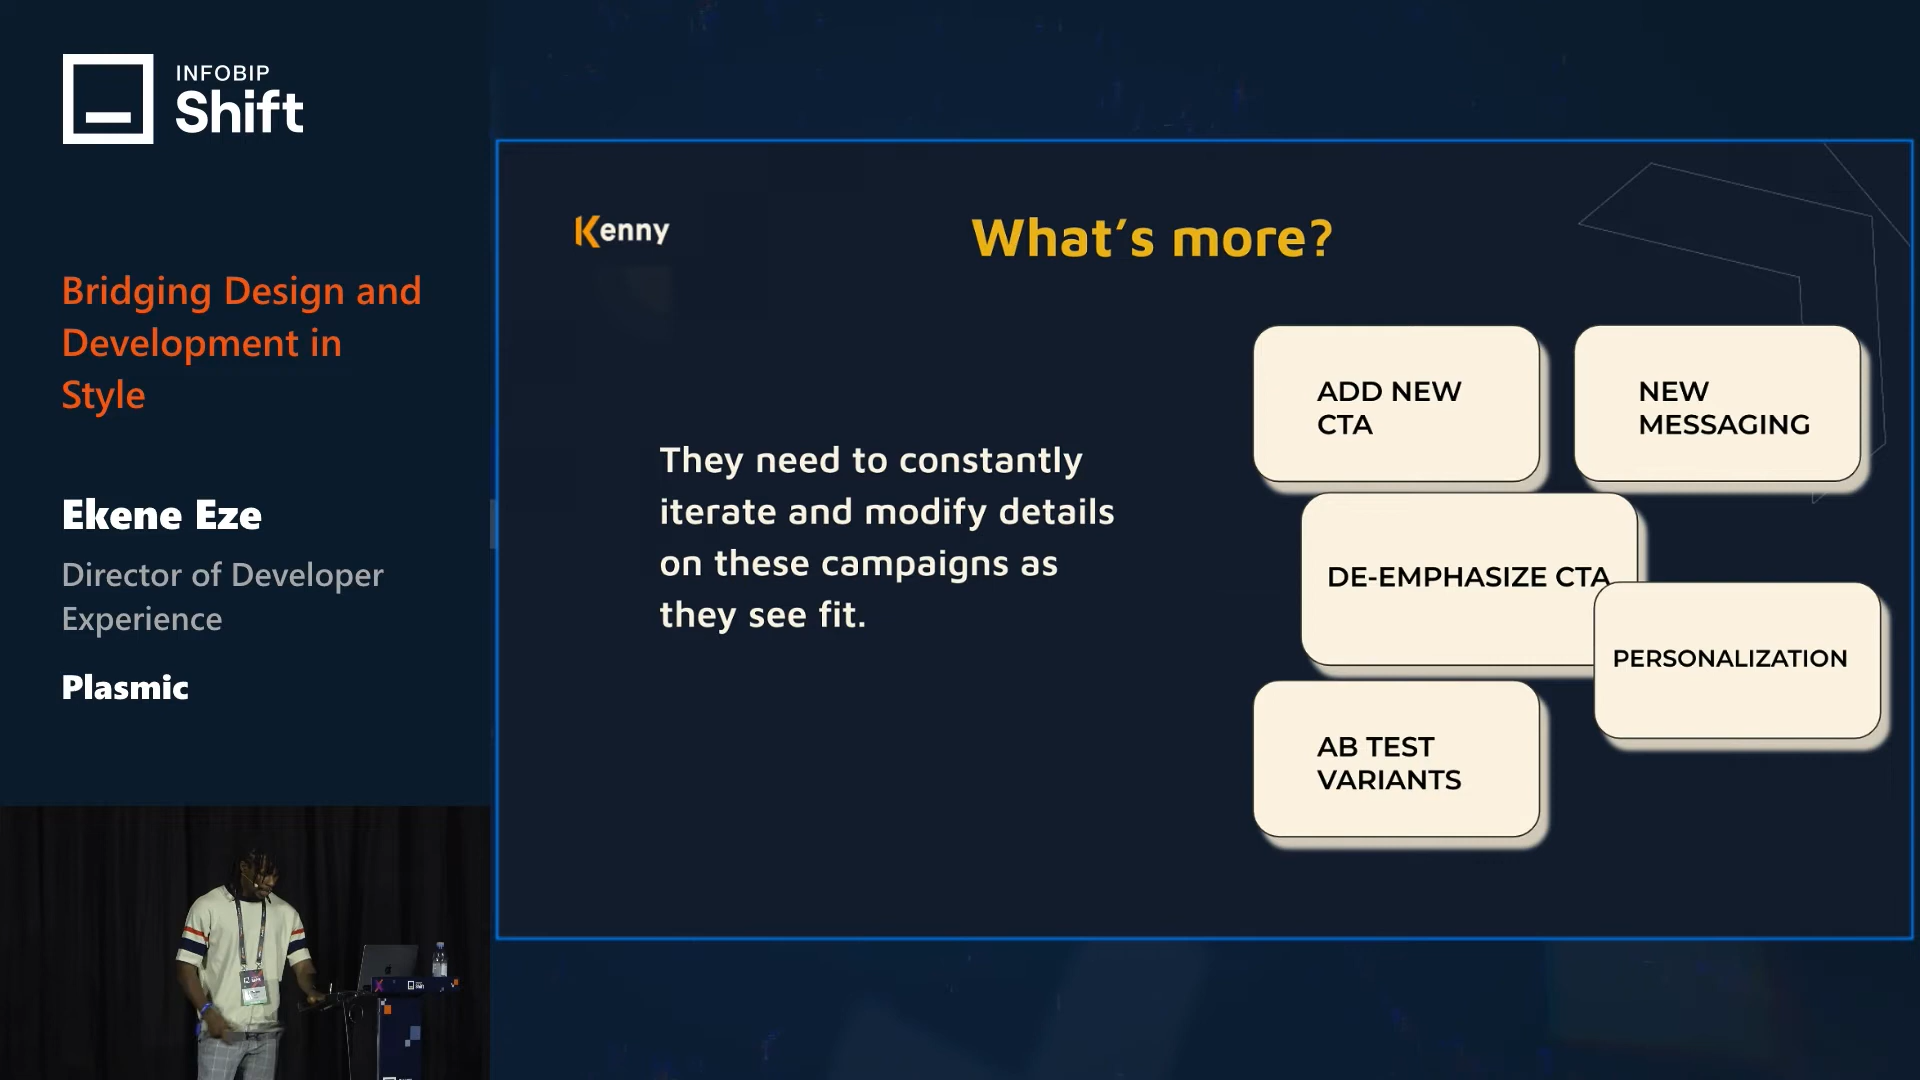 INFOBIP
Shift
Bridging Design and
Development in
Style
Ekene Eze
Director of Developer
Experience
Plasmic
Kenny
What's more?
They need to constantly
iterate and modify details
on these campaigns as
they see fit.
ADD NEW
CTA
NEW
MESSAGING
DE-EMPHASIZE CTA
PERSONALIZATION
AB TEST
VARIANTS